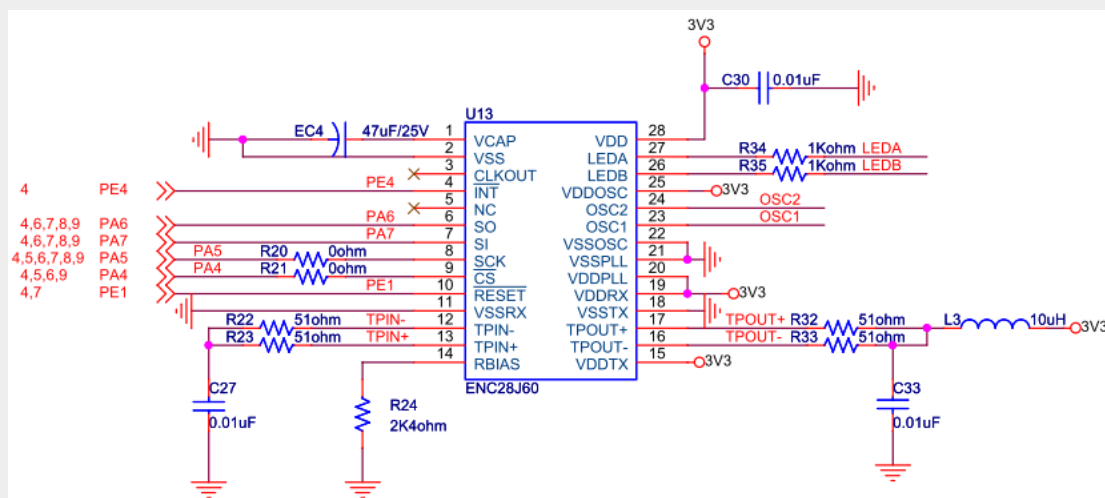 3V3
C30 0.01uF
U13
EC4 47uF/25V 1 VCAP VDD 28
2 VSS LEDA 27 R34 1Kohm LEDA
3 CLKOUT LEDB 26 R35 1Kohm LEDB
4 PE4 PE4 4 INT VDDOSC 25 3V3
5 NC OSC2 24 OSC2
4,6,7,8,9 PA6 PA6 6 SO OSC1 23 OSC1
4,6,7,8,9 PA7 PA7 7 SI VSSOSC 22
4,5,6,7,8,9 PA5 PA5 R20 0ohm 8 SCK VSSPLL 21
4,5,6,9 PA4 PA4 R21 0ohm 9 CS VDDPLL 20
4,7 PE1 PE1 10 RESET VDDRX 19 3V3
11 VSSRX VSSTX 18
R22 51ohm TPIN- 12 TPIN- TPOUT+ 17 TPOUT+ R32 51ohm L3 10uH 3V3
R23 51ohm TPIN+ 13 TPIN+ TPOUT- 16 TPOUT- R33 51ohm
14 RBIAS VDDTX 15 3V3
ENC28J60
C27
0.01uF
R24
2K4ohm
C33
0.01uF